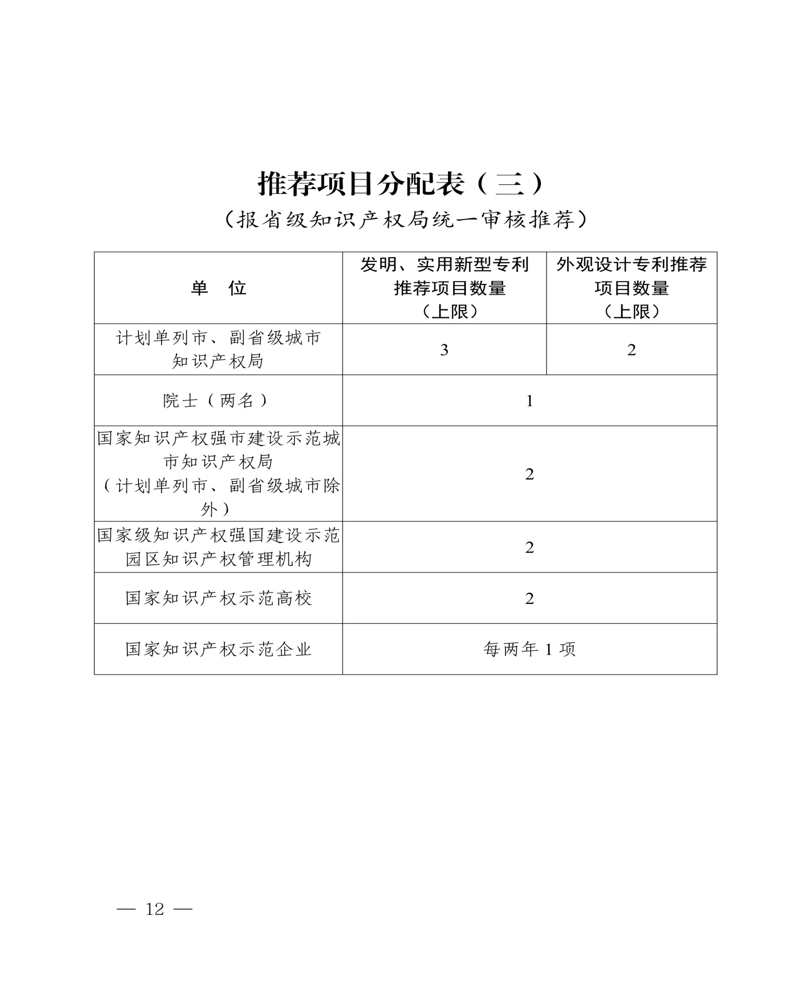 推荐项目分配表（三）
（报省级知识产权局统一审核推荐）
单 位
发明、实用新型专利
推荐项目数量
（上限）
外观设计专利推荐
项目数量
（上限）
计划单列市、副省级城市
知识产权局
3
2
院士（两名）
1
国家知识产权强市建设示范城
市知识产权局
（计划单列市、副省级城市除
外）
2
国家级知识产权强国建设示范
园区知识产权管理机构
2
国家知识产权示范高校
2
国家知识产权示范企业
每两年 1 项
— 12 —